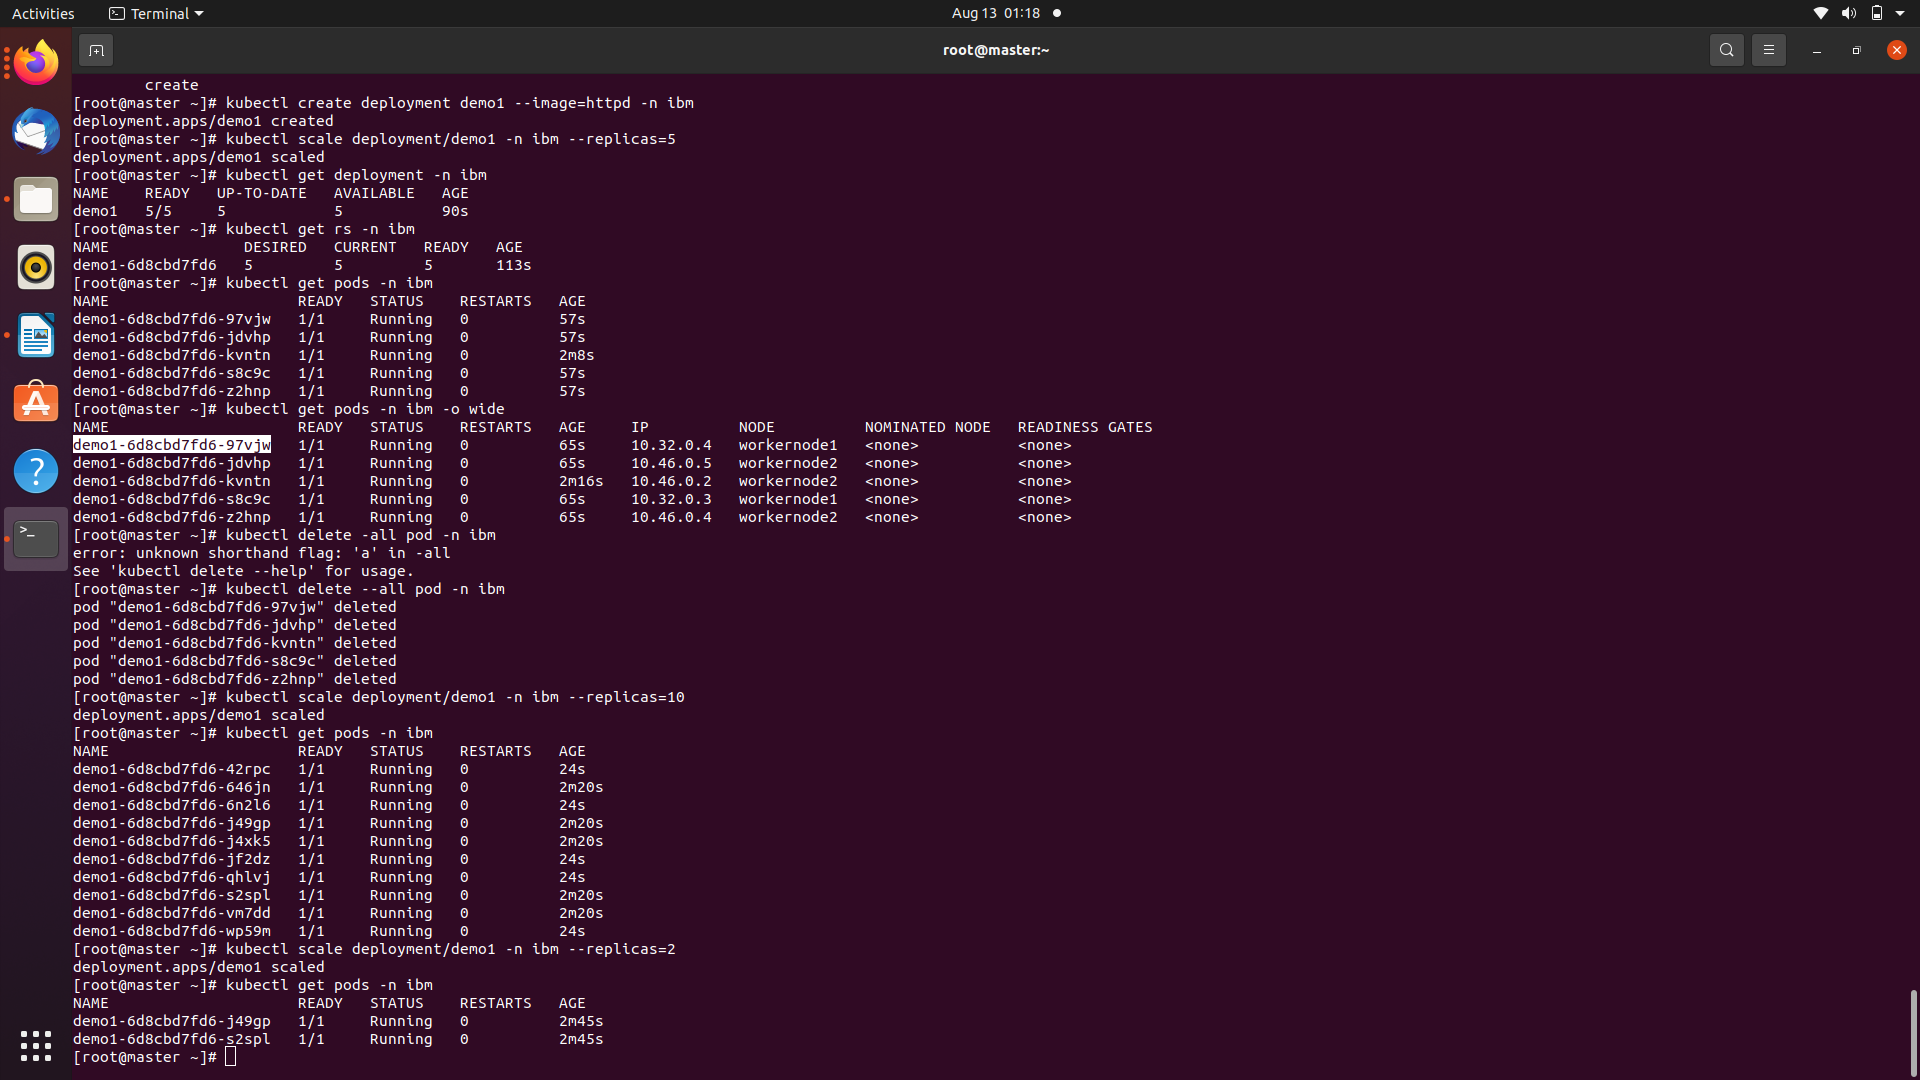 Activities
Terminal
Aug 13 01:18
root@master:~
create
[root@master ~]# kubectl create deployment demo1 --image=httpd -n ibm
deployment.apps/demo1 created
[root@master ~]# kubectl scale deployment/demo1 -n ibm --replicas=5
deployment.apps/demo1 scaled
[root@master ~]# kubectl get deployment -n ibm
NAME    READY   UP-TO-DATE   AVAILABLE   AGE
demo1   5/5     5            5           90s
[root@master ~]# kubectl get rs -n ibm
NAME               DESIRED   CURRENT   READY   AGE
demo1-6d8cbd7fd6   5         5         5       113s
[root@master ~]# kubectl get pods -n ibm
NAME                     READY   STATUS    RESTARTS   AGE
demo1-6d8cbd7fd6-97vjw   1/1     Running   0          57s
demo1-6d8cbd7fd6-jdvhp   1/1     Running   0          57s
demo1-6d8cbd7fd6-kvntn   1/1     Running   0          2m8s
demo1-6d8cbd7fd6-s8c9c   1/1     Running   0          57s
demo1-6d8cbd7fd6-z2hnp   1/1     Running   0          57s
[root@master ~]# kubectl get pods -n ibm -o wide
NAME                     READY   STATUS    RESTARTS   AGE     IP          NODE          NOMINATED NODE   READINESS GATES
demo1-6d8cbd7fd6-97vjw   1/1     Running   0          65s     10.32.0.4   workernode1   <none>           <none>
demo1-6d8cbd7fd6-jdvhp   1/1     Running   0          65s     10.46.0.5   workernode2   <none>           <none>
demo1-6d8cbd7fd6-kvntn   1/1     Running   0          2m16s   10.46.0.2   workernode2   <none>           <none>
demo1-6d8cbd7fd6-s8c9c   1/1     Running   0          65s     10.32.0.3   workernode1   <none>           <none>
demo1-6d8cbd7fd6-z2hnp   1/1     Running   0          65s     10.46.0.4   workernode2   <none>           <none>
[root@master ~]# kubectl delete -all pod -n ibm
error: unknown shorthand flag: 'a' in -all
See 'kubectl delete --help' for usage.
[root@master ~]# kubectl delete --all pod -n ibm
pod "demo1-6d8cbd7fd6-97vjw" deleted
pod "demo1-6d8cbd7fd6-jdvhp" deleted
pod "demo1-6d8cbd7fd6-kvntn" deleted
pod "demo1-6d8cbd7fd6-s8c9c" deleted
pod "demo1-6d8cbd7fd6-z2hnp" deleted
[root@master ~]# kubectl scale deployment/demo1 -n ibm --replicas=10
deployment.apps/demo1 scaled
[root@master ~]# kubectl get pods -n ibm
NAME                     READY   STATUS    RESTARTS   AGE
demo1-6d8cbd7fd6-42rpc   1/1     Running   0          24s
demo1-6d8cbd7fd6-646jn   1/1     Running   0          2m20s
demo1-6d8cbd7fd6-6n2l6   1/1     Running   0          24s
demo1-6d8cbd7fd6-j49gp   1/1     Running   0          2m20s
demo1-6d8cbd7fd6-j4xk5   1/1     Running   0          2m20s
demo1-6d8cbd7fd6-jf2dz   1/1     Running   0          24s
demo1-6d8cbd7fd6-qhlvj   1/1     Running   0          24s
demo1-6d8cbd7fd6-s2spl   1/1     Running   0          2m20s
demo1-6d8cbd7fd6-vm7dd   1/1     Running   0          2m20s
demo1-6d8cbd7fd6-wp59m   1/1     Running   0          24s
[root@master ~]# kubectl scale deployment/demo1 -n ibm --replicas=2
deployment.apps/demo1 scaled
[root@master ~]# kubectl get pods -n ibm
NAME                     READY   STATUS    RESTARTS   AGE
demo1-6d8cbd7fd6-j49gp   1/1     Running   0          2m45s
demo1-6d8cbd7fd6-s2spl   1/1     Running   0          2m45s
[root@master ~]#